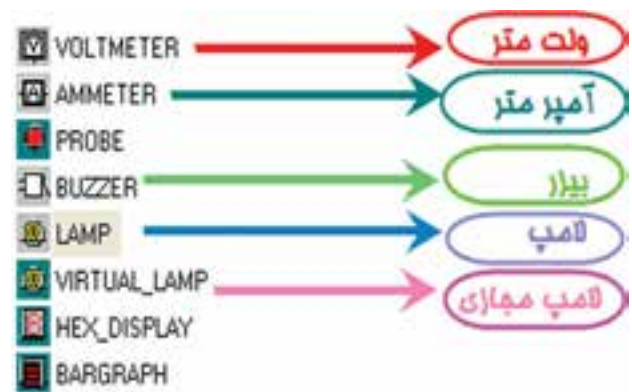 VOLTMETER ولت متر
AMMETER آمپر متر
PROBE
BUZZER بیزر
LAMP لامپ
VIRTUAL_LAMP لامپ مجازی
HEX_DISPLAY
BARGRAPH